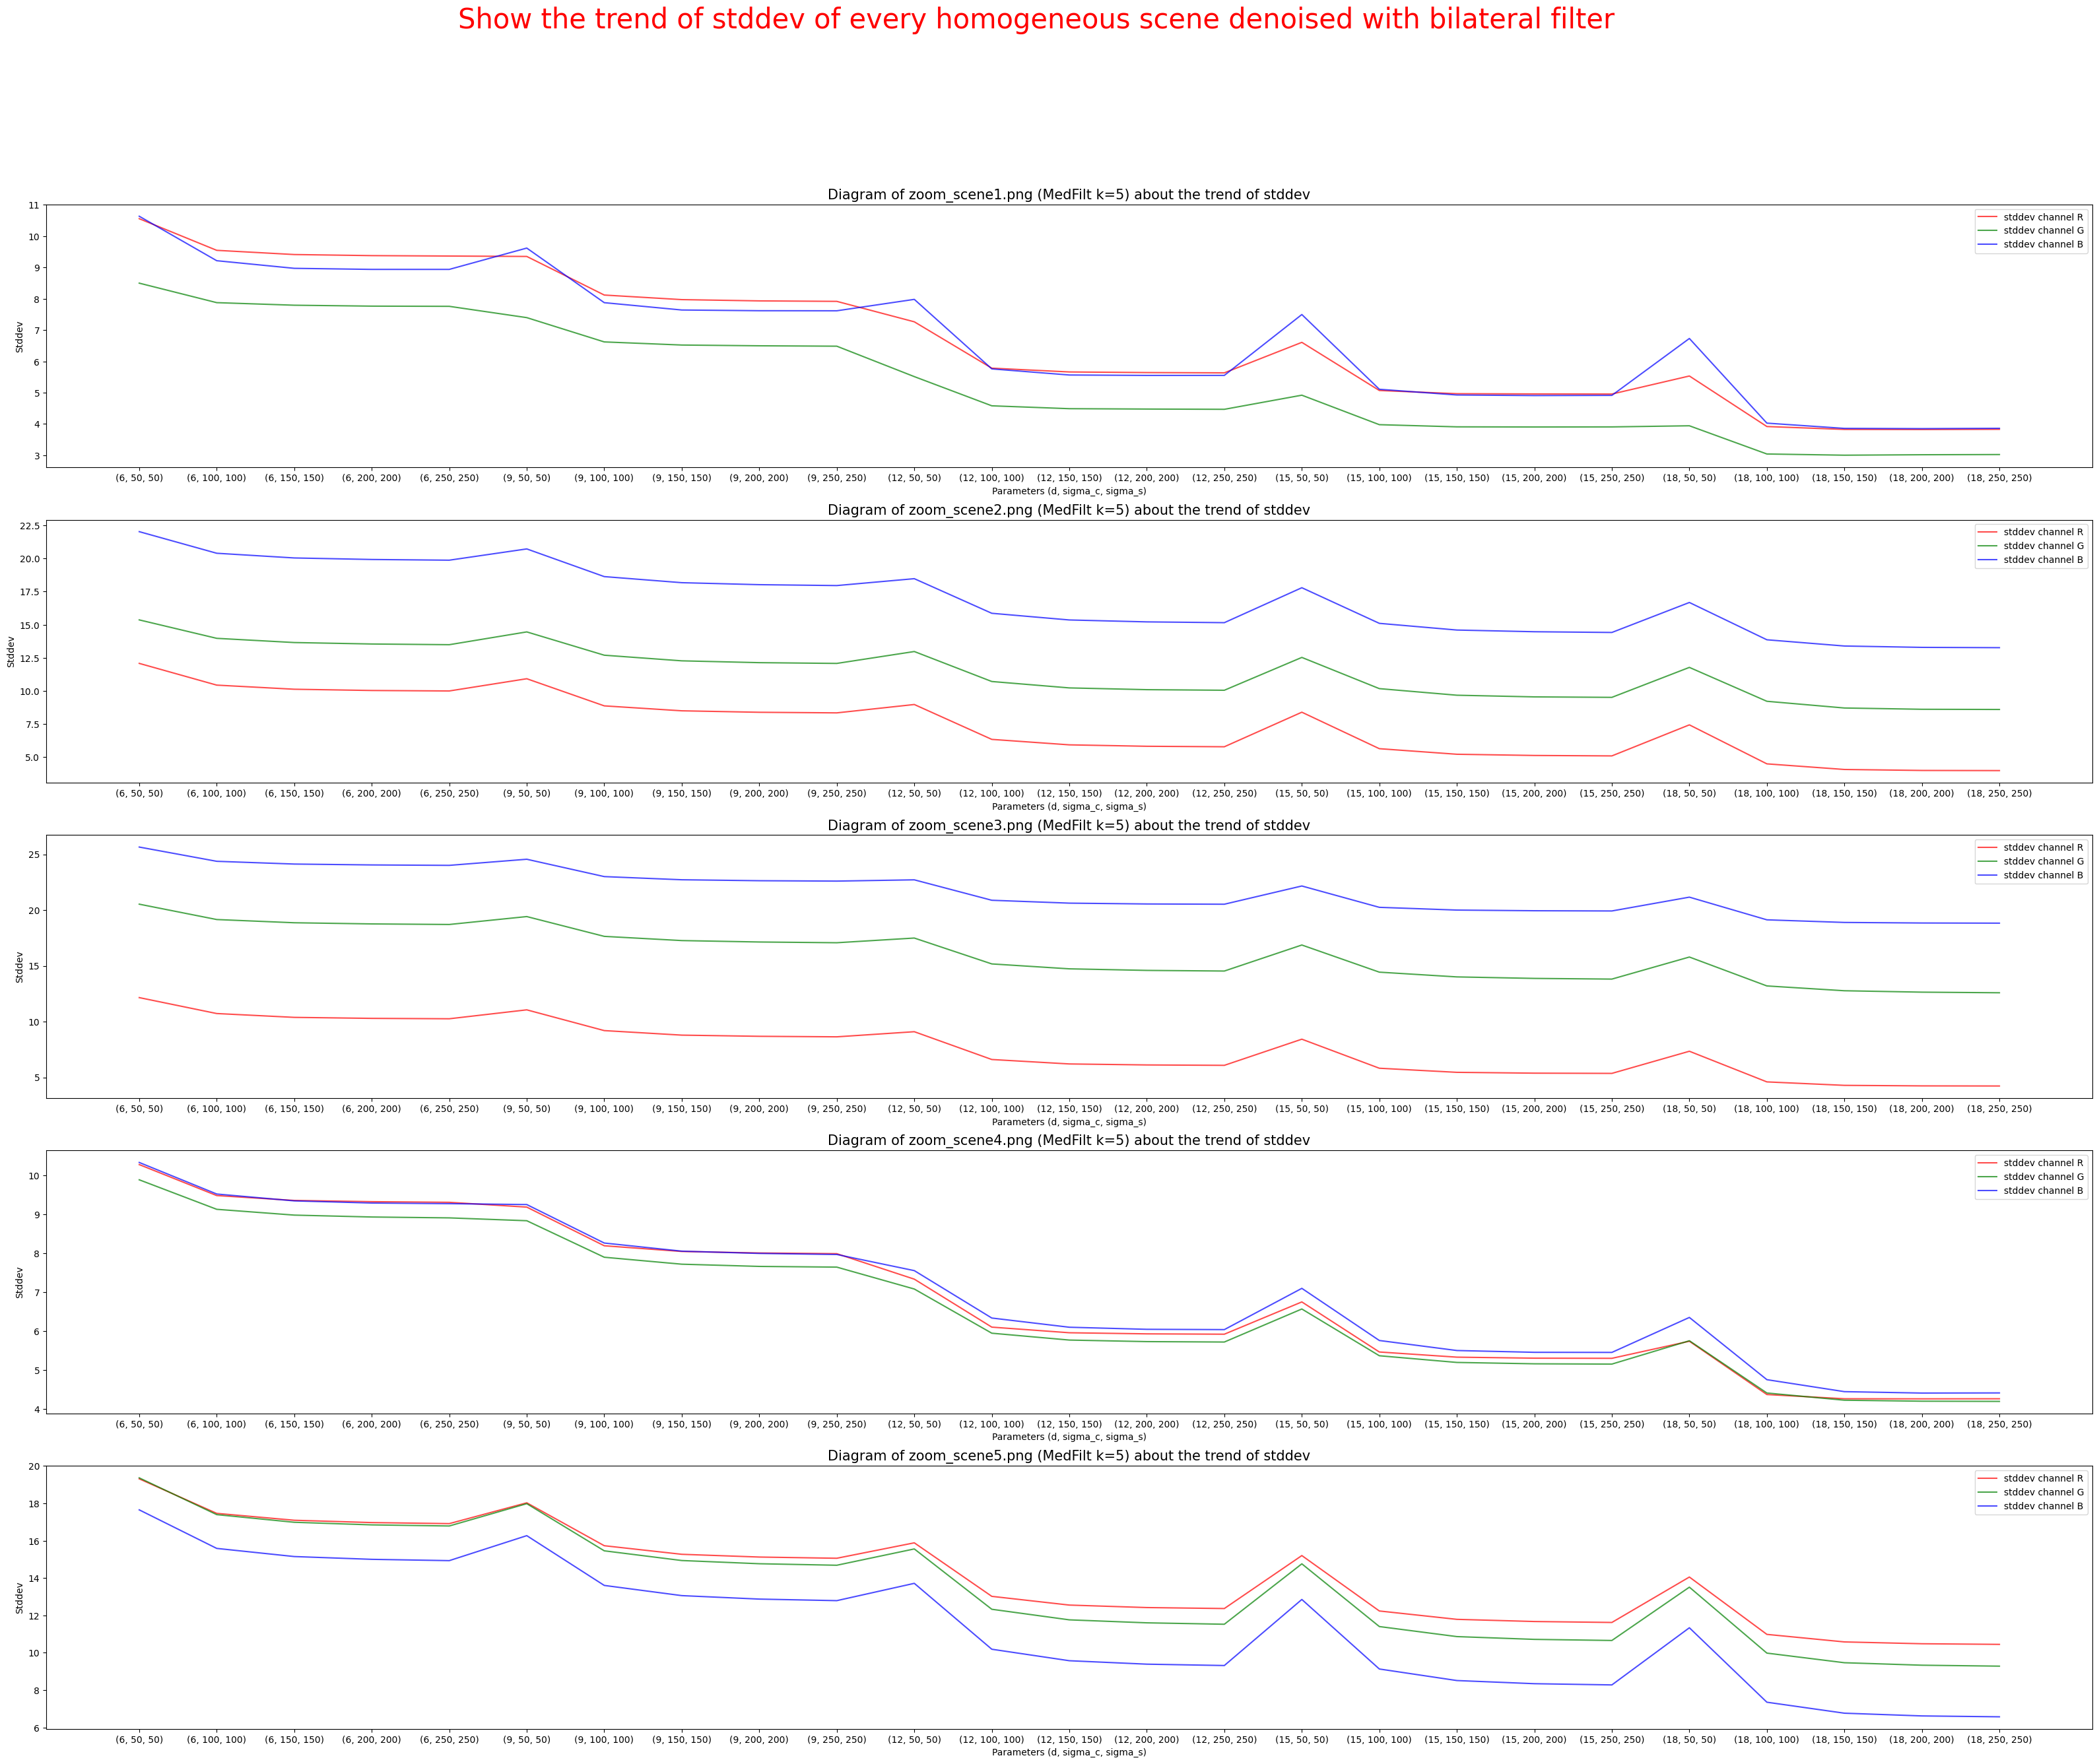 Show the trend of stddev of every homogeneous scene denoised with bilateral filter
Diagram of zoom_scene1.png (MedFilt k=5) about the trend of stddev
11
10
9
8
7
6
5
4
3
Stddev
stddev channel R
stddev channel G
stddev channel B
(6, 50, 50) (6, 100, 100) (6, 150, 150) (6, 200, 200) (6, 250, 250) (9, 50, 50) (9, 100, 100) (9, 150, 150) (9, 200, 200) (9, 250, 250) (12, 50, 50) (12, 100, 100) (12, 150, 150) (12, 200, 200) (12, 250, 250) (15, 50, 50) (15, 100, 100) (15, 150, 150) (15, 200, 200) (15, 250, 250) (18, 50, 50) (18, 100, 100) (18, 150, 150) (18, 200, 200) (18, 250, 250)
Parameters (d, sigma_c, sigma_s)
Diagram of zoom_scene2.png (MedFilt k=5) about the trend of stddev
22.5
20.0
17.5
15.0
12.5
10.0
7.5
5.0
Stddev
stddev channel R
stddev channel G
stddev channel B
(6, 50, 50) (6, 100, 100) (6, 150, 150) (6, 200, 200) (6, 250, 250) (9, 50, 50) (9, 100, 100) (9, 150, 150) (9, 200, 200) (9, 250, 250) (12, 50, 50) (12, 100, 100) (12, 150, 150) (12, 200, 200) (12, 250, 250) (15, 50, 50) (15, 100, 100) (15, 150, 150) (15, 200, 200) (15, 250, 250) (18, 50, 50) (18, 100, 100) (18, 150, 150) (18, 200, 200) (18, 250, 250)
Parameters (d, sigma_c, sigma_s)
Diagram of zoom_scene3.png (MedFilt k=5) about the trend of stddev
25
20
15
10
5
Stddev
stddev channel R
stddev channel G
stddev channel B
(6, 50, 50) (6, 100, 100) (6, 150, 150) (6, 200, 200) (6, 250, 250) (9, 50, 50) (9, 100, 100) (9, 150, 150) (9, 200, 200) (9, 250, 250) (12, 50, 50) (12, 100, 100) (12, 150, 150) (12, 200, 200) (12, 250, 250) (15, 50, 50) (15, 100, 100) (15, 150, 150) (15, 200, 200) (15, 250, 250) (18, 50, 50) (18, 100, 100) (18, 150, 150) (18, 200, 200) (18, 250, 250)
Parameters (d, sigma_c, sigma_s)
Diagram of zoom_scene4.png (MedFilt k=5) about the trend of stddev
10
9
8
7
6
5
4
Stddev
stddev channel R
stddev channel G
stddev channel B
(6, 50, 50) (6, 100, 100) (6, 150, 150) (6, 200, 200) (6, 250, 250) (9, 50, 50) (9, 100, 100) (9, 150, 150) (9, 200, 200) (9, 250, 250) (12, 50, 50) (12, 100, 100) (12, 150, 150) (12, 200, 200) (12, 250, 250) (15, 50, 50) (15, 100, 100) (15, 150, 150) (15, 200, 200) (15, 250, 250) (18, 50, 50) (18, 100, 100) (18, 150, 150) (18, 200, 200) (18, 250, 250)
Parameters (d, sigma_c, sigma_s)
Diagram of zoom_scene5.png (MedFilt k=5) about the trend of stddev
20
18
16
14
12
10
8
6
Stddev
stddev channel R
stddev channel G
stddev channel B
(6, 50, 50) (6, 100, 100) (6, 150, 150) (6, 200, 200) (6, 250, 250) (9, 50, 50) (9, 100, 100) (9, 150, 150) (9, 200, 200) (9, 250, 250) (12, 50, 50) (12, 100, 100) (12, 150, 150) (12, 200, 200) (12, 250, 250) (15, 50, 50) (15, 100, 100) (15, 150, 150) (15, 200, 200) (15, 250, 250) (18, 50, 50) (18, 100, 100) (18, 150, 150) (18, 200, 200) (18, 250, 250)
Parameters (d, sigma_c, sigma_s)